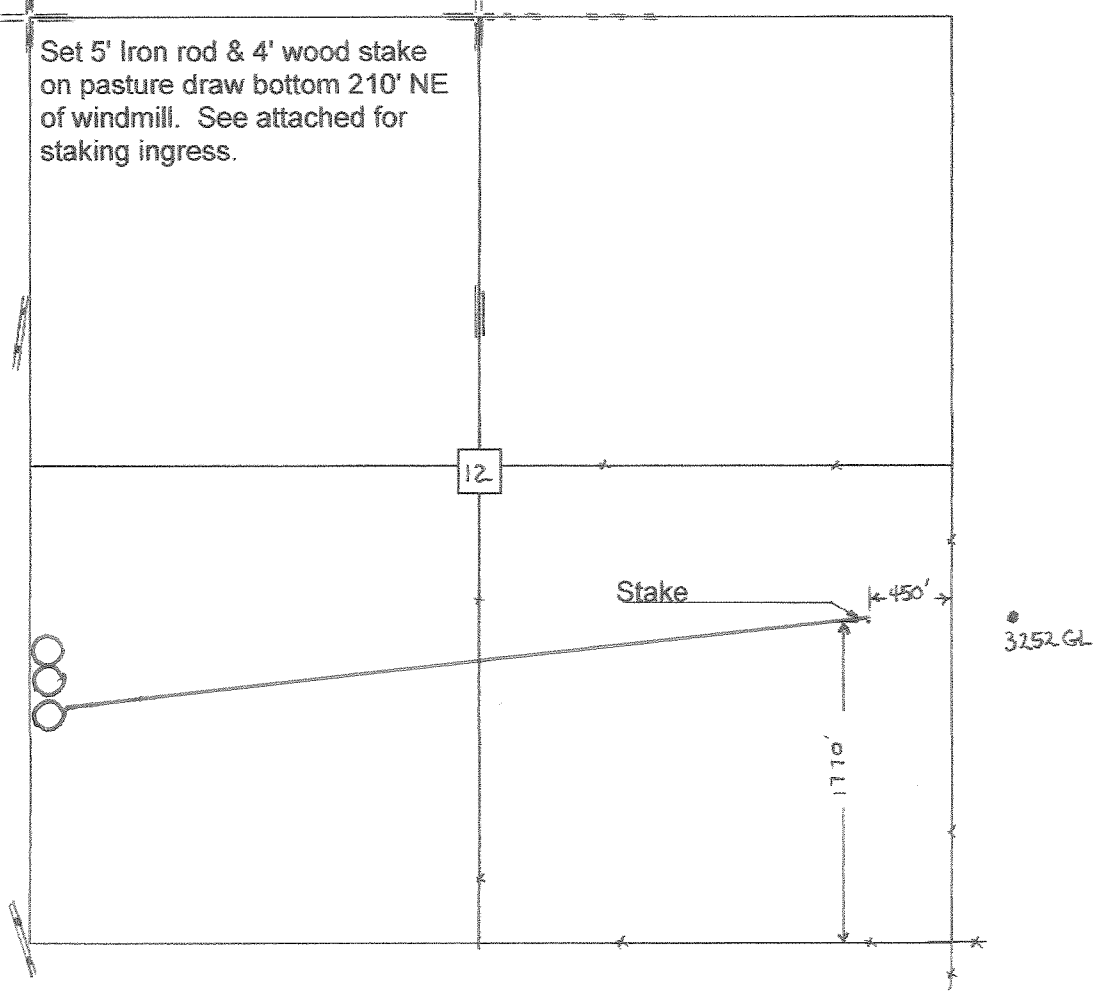 Set 5' Iron rod & 4' wood stake
on pasture draw bottom 210' NE
of windmill.  See attached for
staking ingress.
12
Stake
450'
3252 GL
1770'